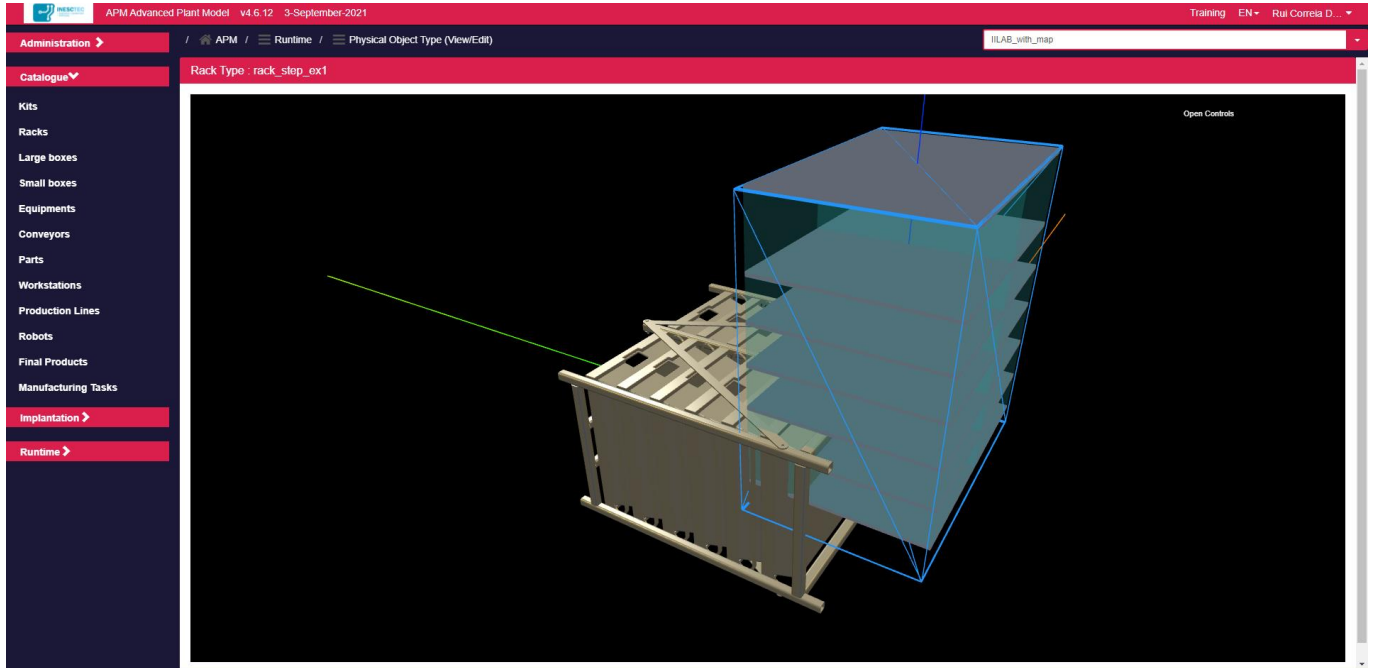 INESCTEC
APM Advanced Plant Model v4.6.12 3-September-2021
Training EN Rui Correia D...
Administration
/ APM / Runtime / Physical Object Type (View/Edit)
IILAB_with_map
Catalogue
Rack Type : rack_step_ex1
Kits
Racks
Large boxes
Small boxes
Equipments
Conveyors
Parts
Workstations
Production Lines
Robots
Final Products
Manufacturing Tasks
Implantation
Runtime
Open Controls